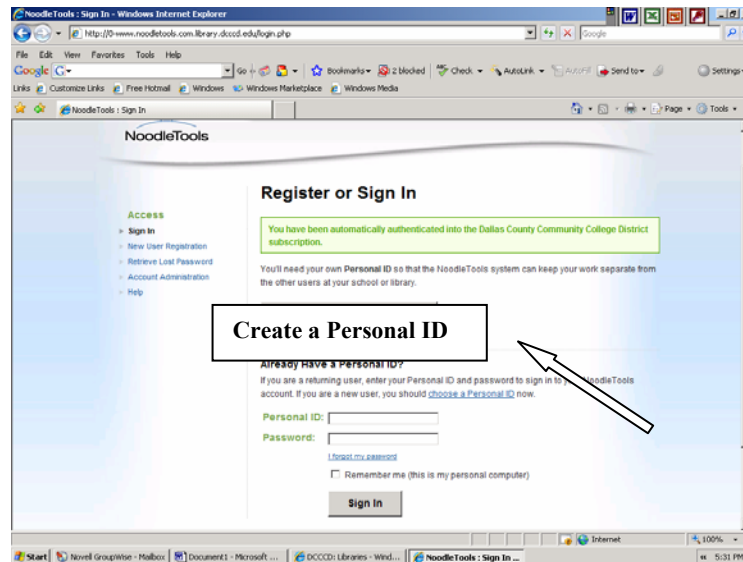 NoodleTools : Sign In - Windows Internet Explorer
http://0-www.noodletools.com.library.dcccd.edu/login.php
Google
File Edit View Favorites Tools Help
Google G Go Bookmarks 2 blocked Check AutoLink AutoFill Send to Settings
Links Customize Links Free Hotmail Windows Windows Marketplace Windows Media
NoodleTools : Sign In Page Tools
NoodleTools
Register or Sign In
Access
Sign In
New User Registration
Retrieve Lost Password
Account Administration
Help
You have been automatically authenticated into the Dallas County Community College District
subscription.
You'll need your own Personal ID so that the NoodleTools system can keep your work separate from
the other users at your school or library.
Create a Personal ID
Already Have a Personal ID?
If you are a returning user, enter your Personal ID and password to sign in to NoodleTools
account. If you are a new user, you should choose a Personal ID now.
Personal ID:
Password:
I forgot my password
Remember me (this is my personal computer)
Sign In
Internet 100%
Start Novell GroupWise - Mailbox Document1 - Microsoft ... DCCCD: Libraries - Wind... NoodleTools : Sign In ... 5:31 PM